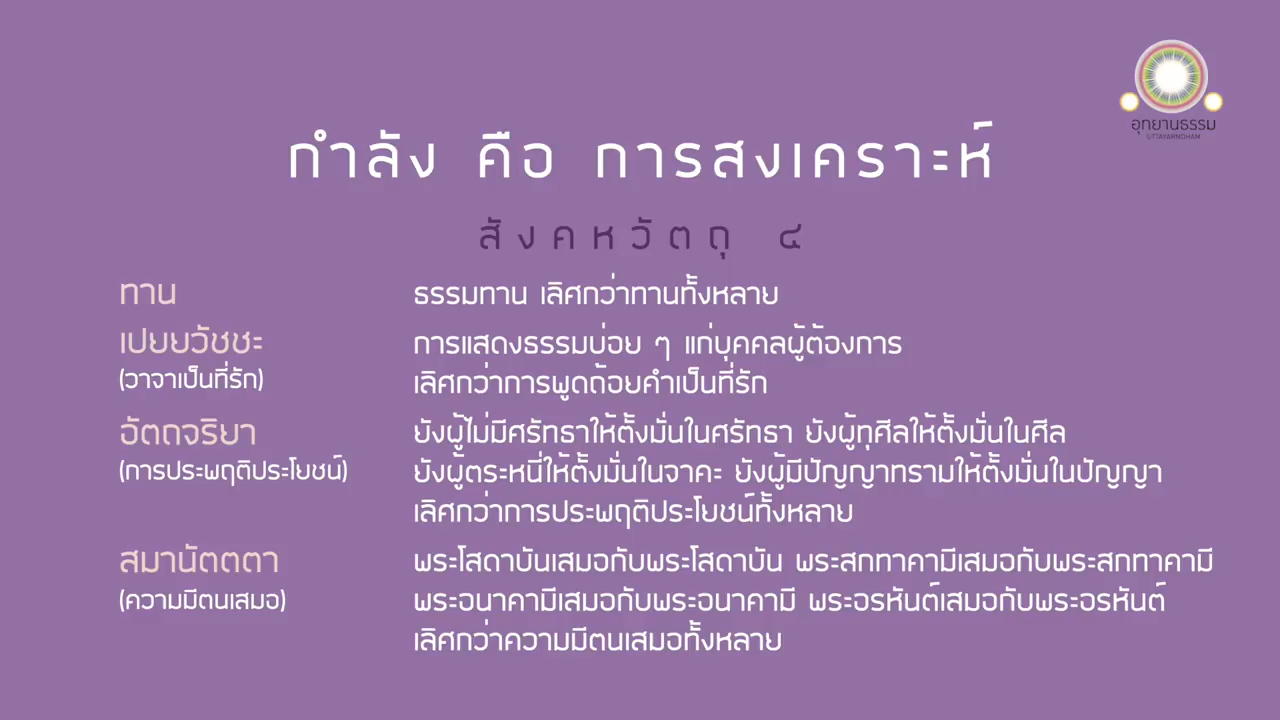 อุทยานธรรม
UTTAYARNDHAM
กำลัง คือ การสงเคราะห์
สังคหวัตถุ ๔
ทาน ธรรมทาน เลิศกว่าทานทั้งหลาย
เปยยวัชชะ การแสดงธรรมบ่อย ๆ แก่บุคคลผู้ต้องการ
(วาจาเป็นที่รัก) เลิศกว่าการพูดถ้อยคำเป็นที่รัก
อัตถจริยา ยังผู้ไม่มีศรัทธาให้ตั้งมั่นในศรัทธา ยังผู้ทุศีลให้ตั้งมั่นในศีล
(การประพฤติประโยชน์) ยังผู้ตระหนี่ให้ตั้งมั่นในจาคะ ยังผู้มีปัญญาทรามให้ตั้งมั่นในปัญญา
เลิศกว่าการประพฤติประโยชน์ทั้งหลาย
สมานัตตตา พระโสดาบันเสมอกับพระโสดาบัน พระสกทาคามีเสมอกับพระสกทาคามี
(ความมีตนเสมอ) พระอนาคามีเสมอกับพระอนาคามี พระอรหันต์เสมอกับพระอรหันต์
เลิศกว่าความมีตนเสมอทั้งหลาย